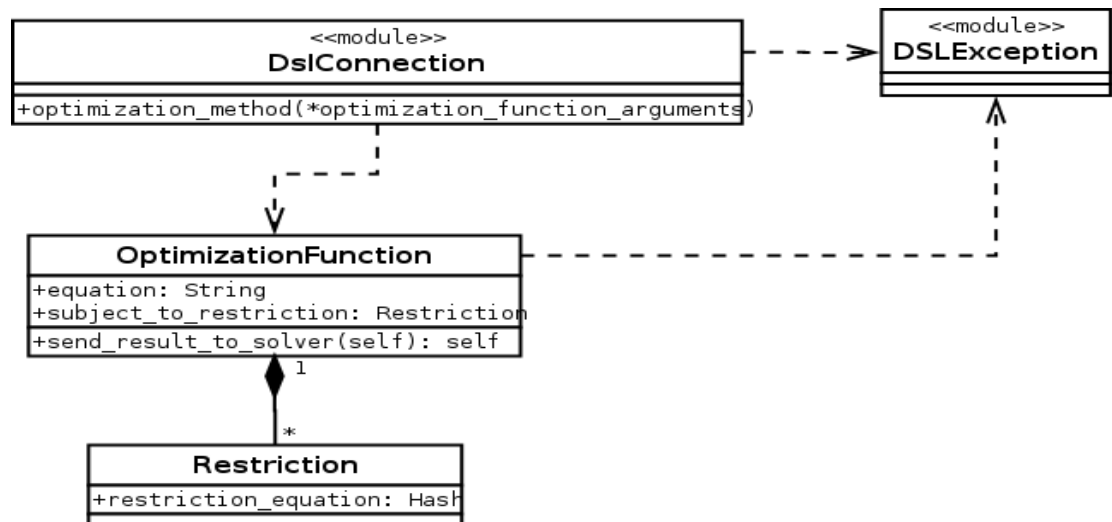 <<module>>
DslConnection
+optimization_method(*optimization_function_arguments)
<<module>>
DSLException
OptimizationFunction
+equation: String
+subject_to_restriction: Restriction
+send_result_to_solver(self): self
1
*
Restriction
+restriction_equation: Hash